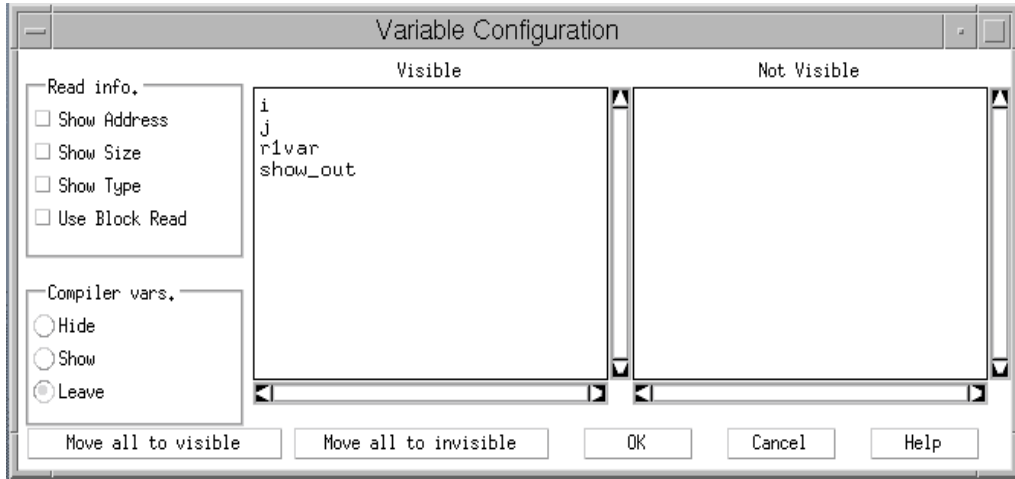 Variable Configuration
Read info.
Show Address
Show Size
Show Type
Use Block Read
Compiler vars.
Hide
Show
Leave
Visible
i
j
r1var
show_out
Not Visible
Move all to visible
Move all to invisible
OK
Cancel
Help